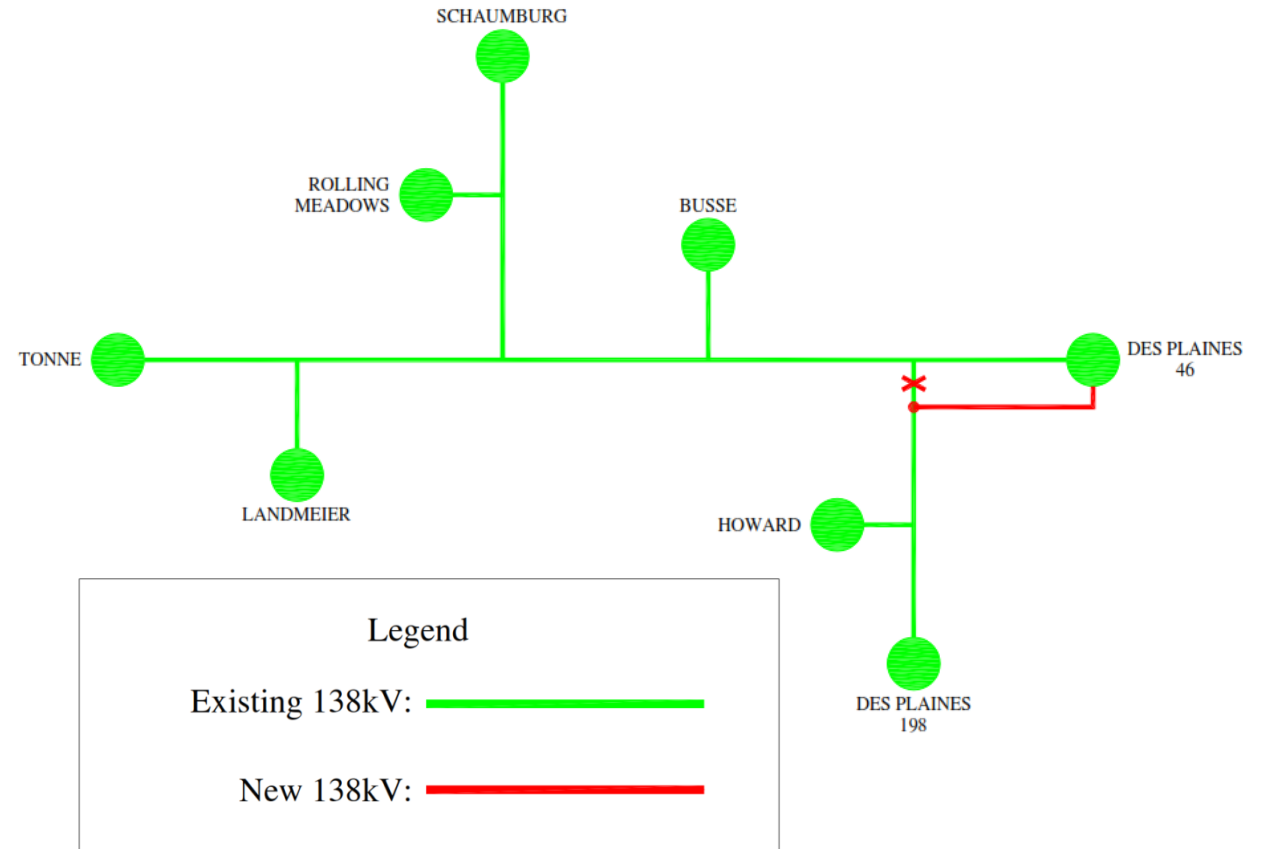 SCHAUMBURG
ROLLING
MEADOWS
BUSSE
TONNE
DES PLAINES
46
LANDMEIER
HOWARD
DES PLAINES
198
Legend
Existing 138kV:
New 138kV: